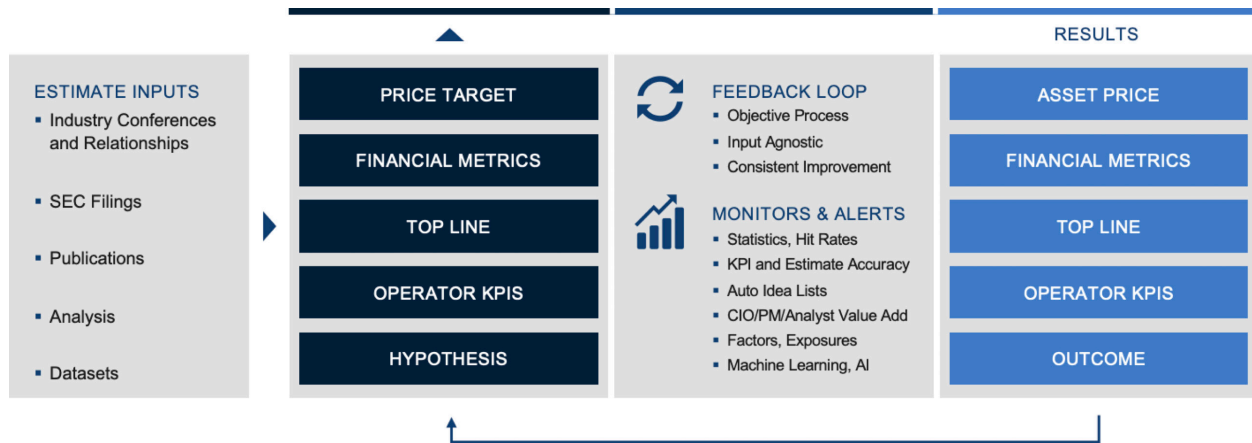 RESULTS
ESTIMATE INPUTS
▪ Industry Conferences
and Relationships
▪ SEC Filings
▪ Publications
▪ Analysis
▪ Datasets
PRICE TARGET
FINANCIAL METRICS
TOP LINE
OPERATOR KPIS
HYPOTHESIS
FEEDBACK LOOP
▪ Objective Process
▪ Input Agnostic
▪ Consistent Improvement
MONITORS & ALERTS
▪ Statistics, Hit Rates
▪ KPI and Estimate Accuracy
▪ Auto Idea Lists
▪ CIO/PM/Analyst Value Add
▪ Factors, Exposures
▪ Machine Learning, AI
ASSET PRICE
FINANCIAL METRICS
TOP LINE
OPERATOR KPIS
OUTCOME